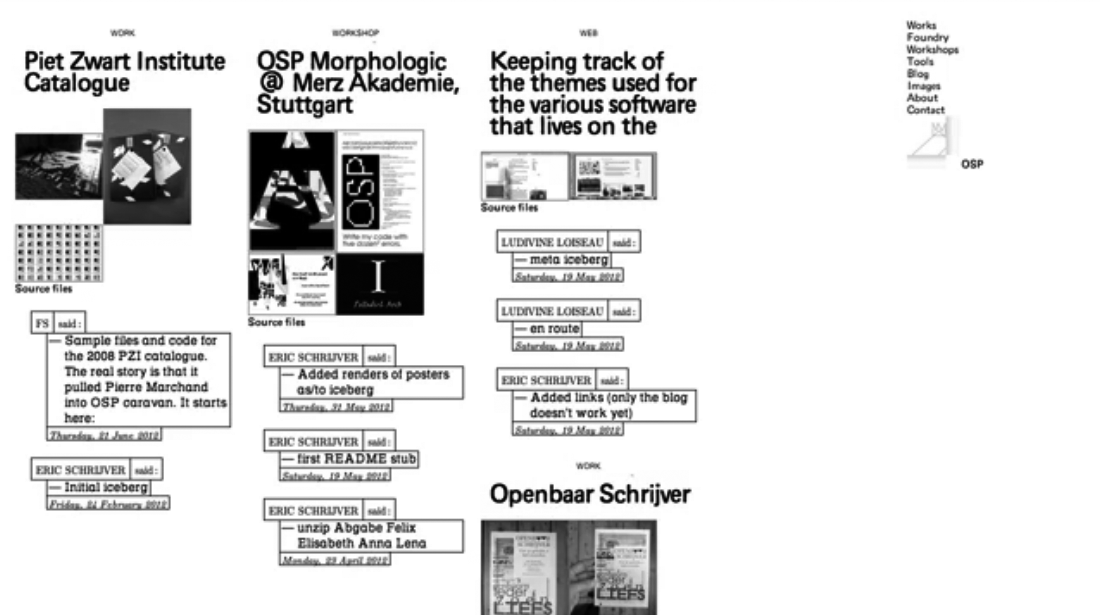 WORK
Piet Zwart Institute
Catalogue
Source files
FS said:
— Sample files and code for
the 2008 PZI catalogue.
The real story is that it
pulled Pierre Marchand
into OSP caravan. It starts
here:
Thursday, 21 June 2012
ERIC SCHRIJVER said:
— Initial iceberg
Friday, 24 February 2012
WORKSHOP
OSP Morphologic
@ Merz Akademie,
Stuttgart
OSP
Write my code with
five dozen errors.
I
Source files
ERIC SCHRIJVER said:
— Added renders of posters
as/to iceberg
Thursday, 31 May 2012
ERIC SCHRIJVER said:
— first README stub
Saturday, 19 May 2012
ERIC SCHRIJVER said:
— unzip Abgabe Felix
Elisabeth Anna Lena
Monday, 23 April 2012
WEB
Keeping track of
the themes used for
the various software
that lives on the
Source files
LUDIVINE LOISEAU said:
— meta iceberg
Saturday, 19 May 2012
LUDIVINE LOISEAU said:
— en route
Saturday, 19 May 2012
ERIC SCHRIJVER said:
— Added links (only the blog
doesn't work yet)
Saturday, 19 May 2012
WORK
Openbaar Schrijver
LIEFS
LIEFS
Works
Foundry
Workshops
Tools
Blog
Images
About
Contact
OSP